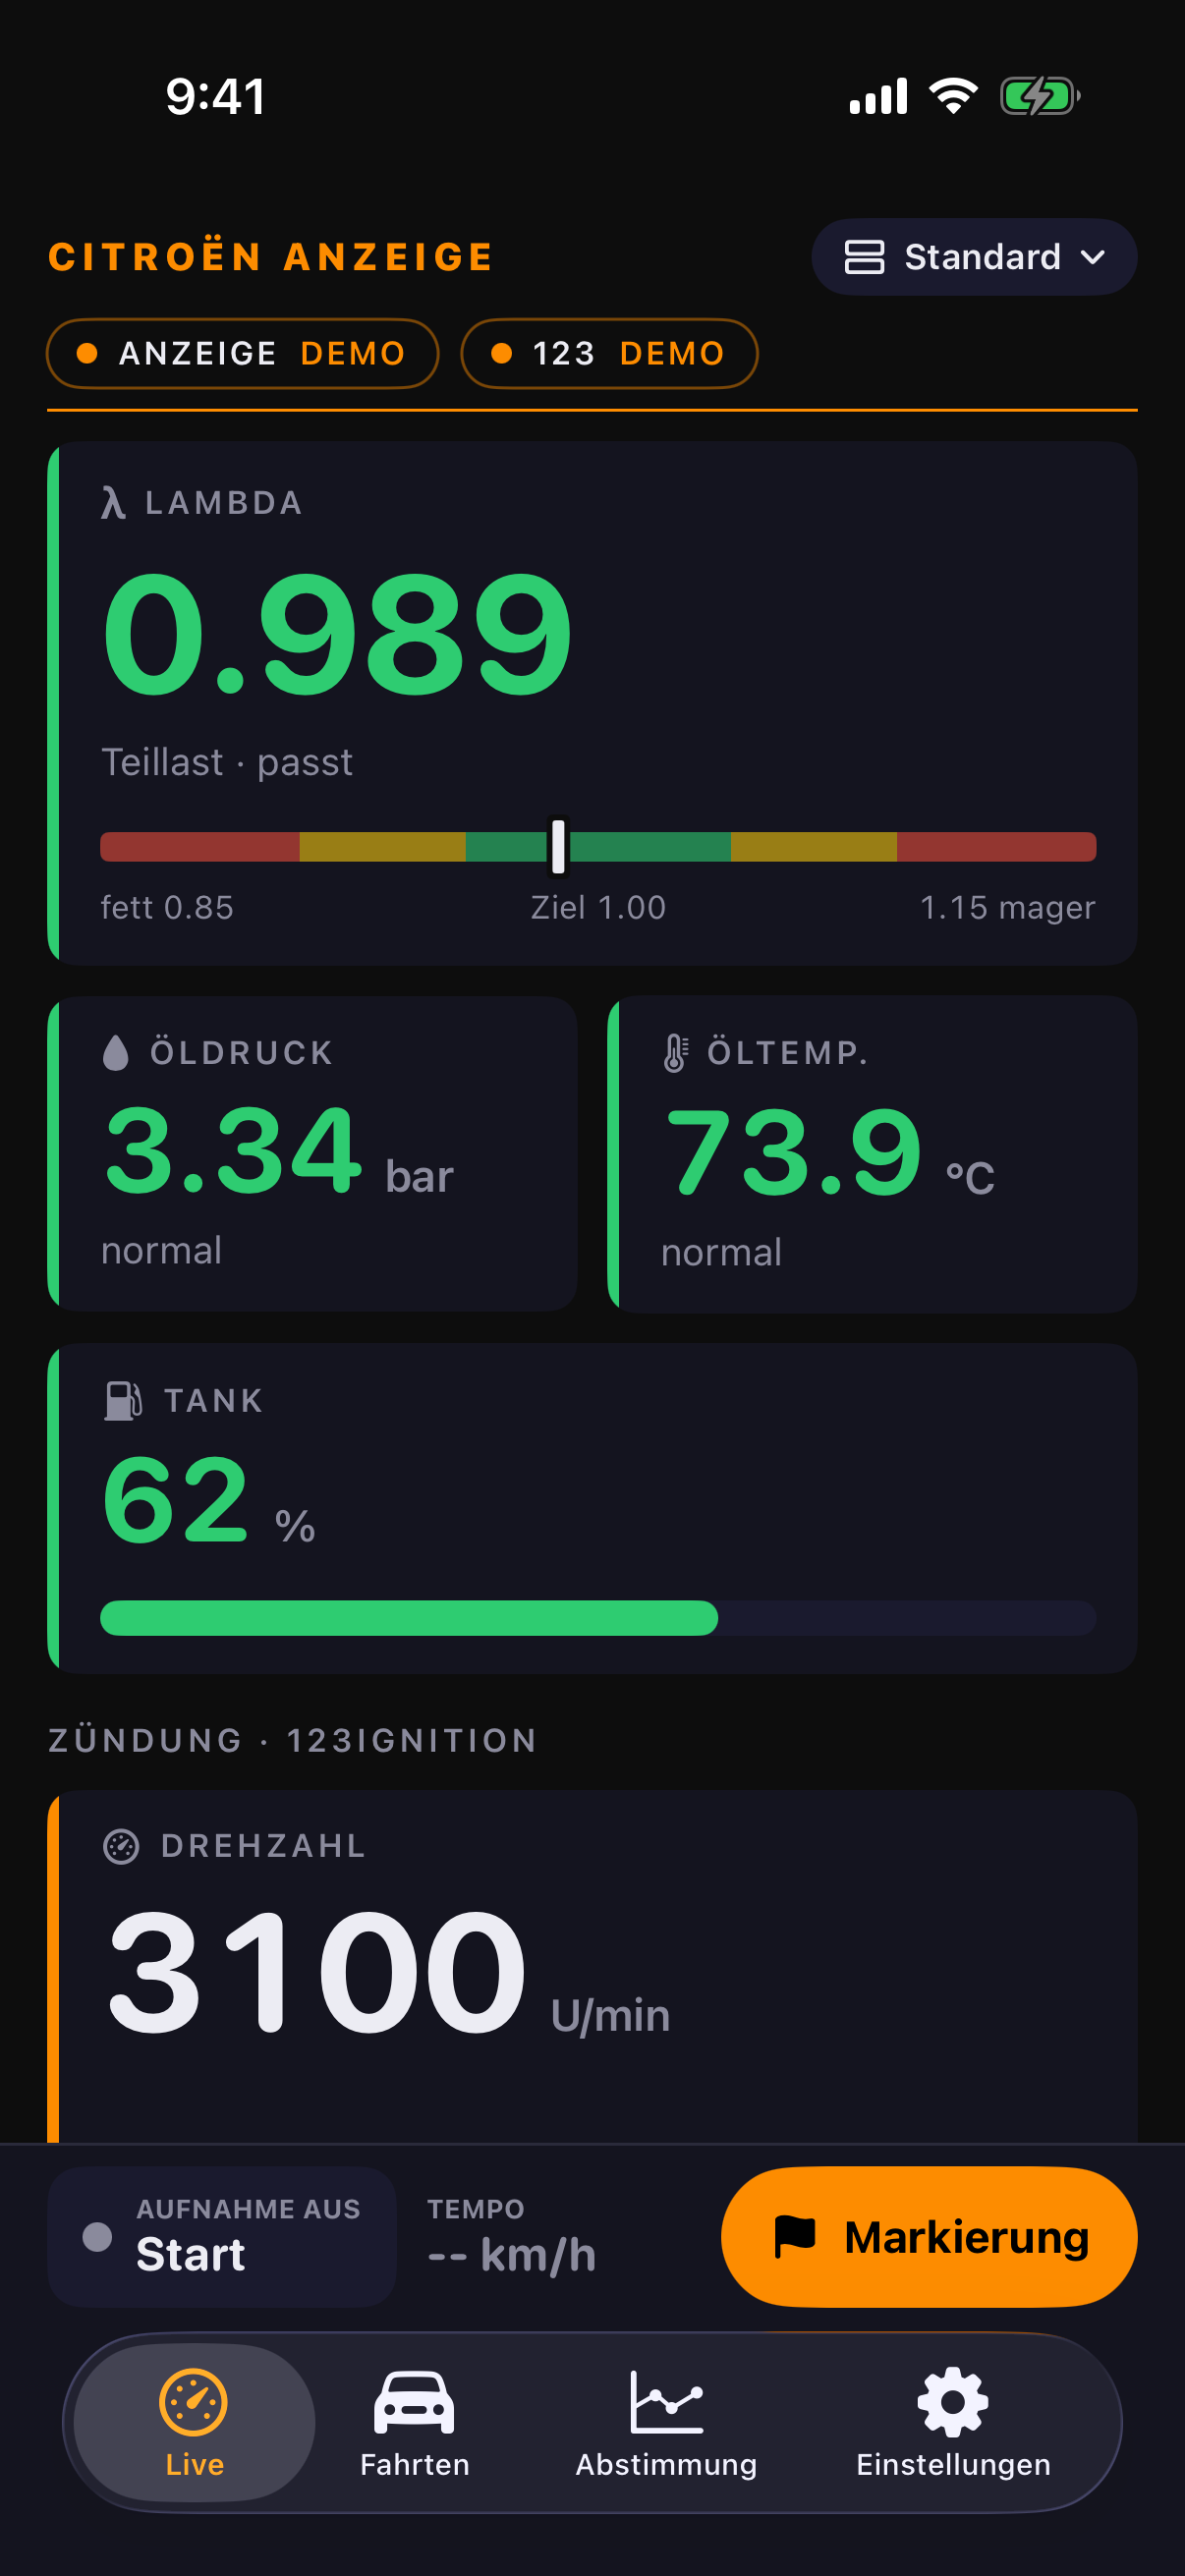 9:41
CITROËN ANZEIGE
Standard
ANZEIGE DEMO
123 DEMO
λ LAMBDA
0.989
Teillast · passt
fett 0.85
Ziel 1.00
1.15 mager
ÖLDRUCK
3.34 bar
normal
ÖLTEMP.
73.9 °C
normal
TANK
62 %
ZÜNDUNG · 123IGNITION
DREHZAHL
3100 U/min
AUFNAHME AUS
Start
TEMPO
-- km/h
Markierung
Live
Fahrten
Abstimmung
Einstellungen